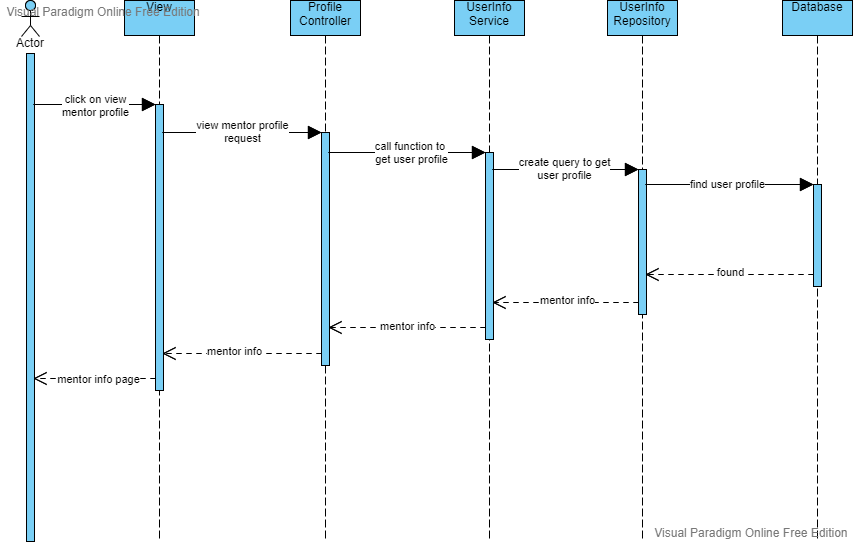 Visual Paradigm Online Free Edition
View
Profile
Controller
UserInfo
Service
UserInfo
Repository
Database
Actor
click on view
mentor profile
view mentor profile
request
call function to
get user profile
create query to get
user profile
find user profile
found
mentor info
mentor info
mentor info
mentor info page
Visual Paradigm Online Free Edition